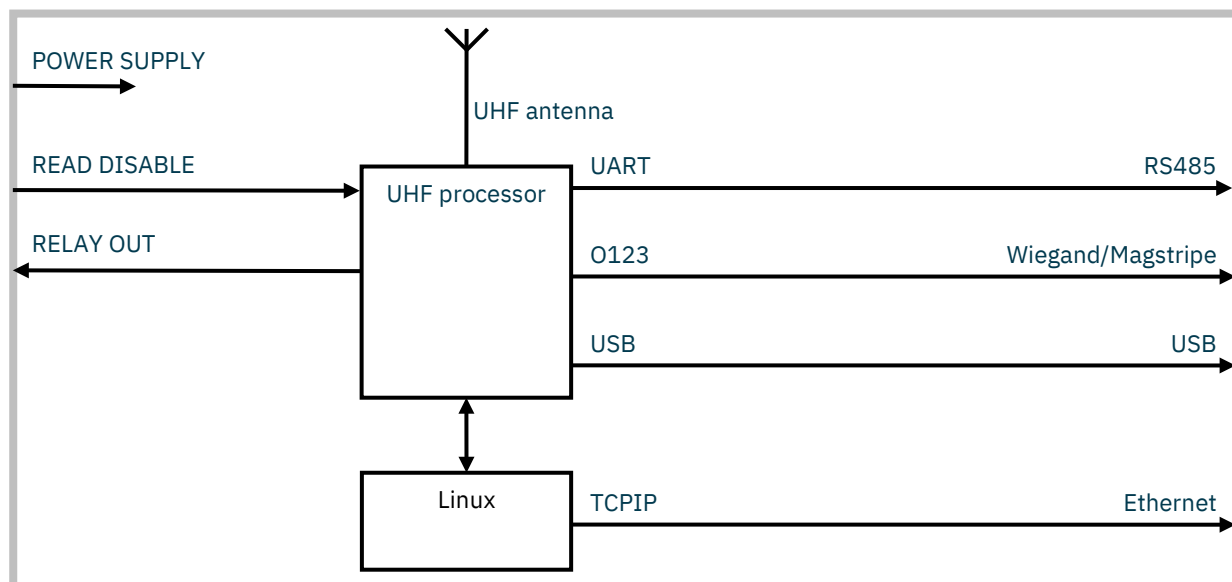 POWER SUPPLY
UHF antenna
READ DISABLE
UART
RS485
UHF processor
RELAY OUT
O123
Wiegand/Magstripe
USB
USB
Linux
TCPIP
Ethernet